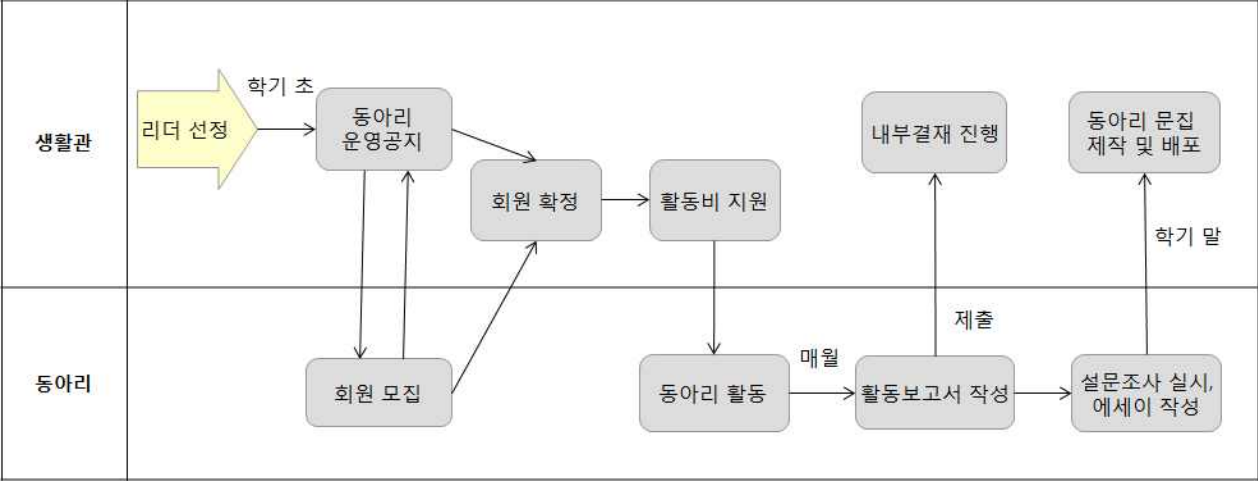 생활관
리더 선정
학기 초
동아리
운영공지
회원 확정
활동비 지원
내부결재 진행
동아리 문집
제작 및 배포
학기 말
동아리
회원 모집
동아리 활동
매월
활동보고서 작성
제출
설문조사 실시,
에세이 작성